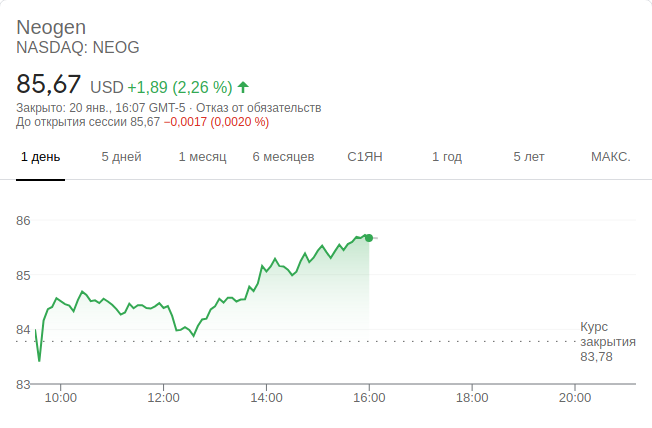 Neogen
NASDAQ: NEOG
85,67 USD +1,89 (2,26 %)
Закрыто: 20 янв., 16:07 GMT-5 · Отказ от обязательств
До открытия сессии 85,67 −0,0017 (0,0020 %)
1 день 5 дней 1 месяц 6 месяцев С1ЯН 1 год 5 лет МАКС.
86
85
84
83
Курс
закрытия
83,78
10:00 12:00 14:00 16:00 18:00 20:00